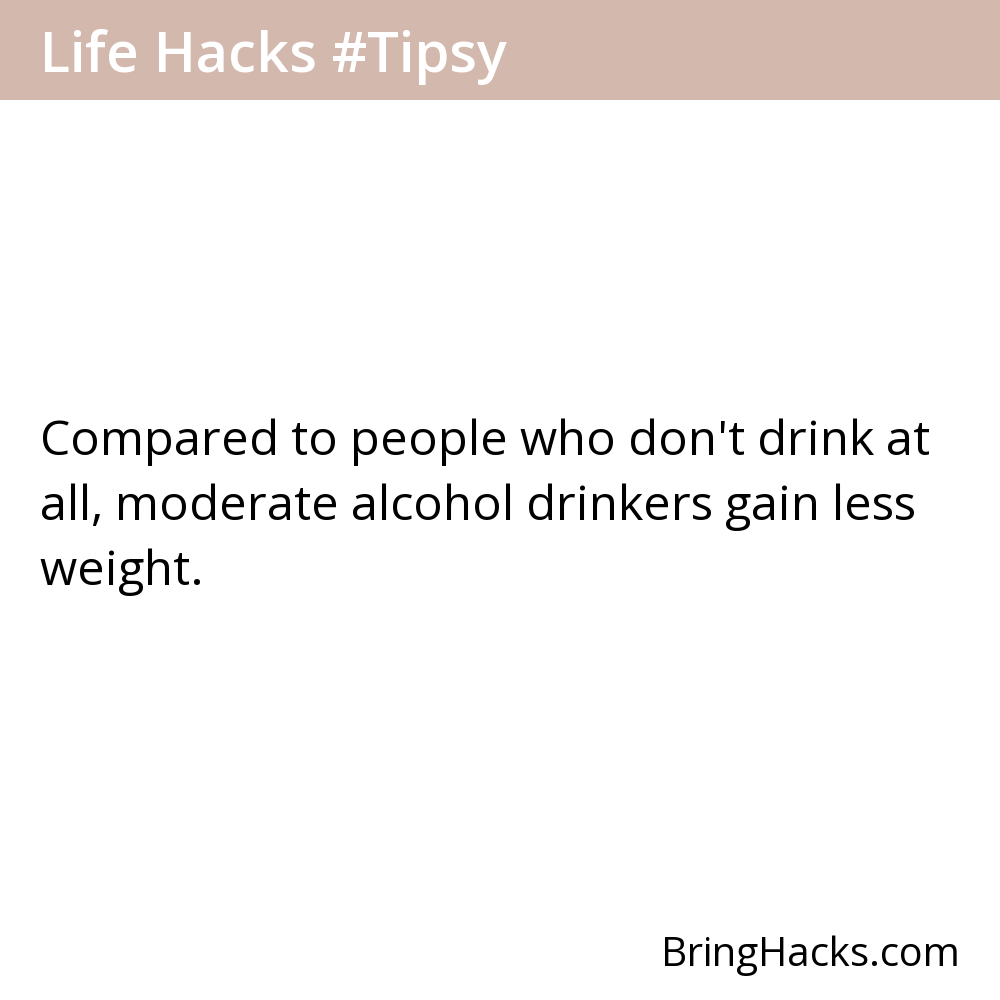 Life Hacks #Tipsy
Compared to people who don't drink at
all, moderate alcohol drinkers gain less
weight.
BringHacks.com